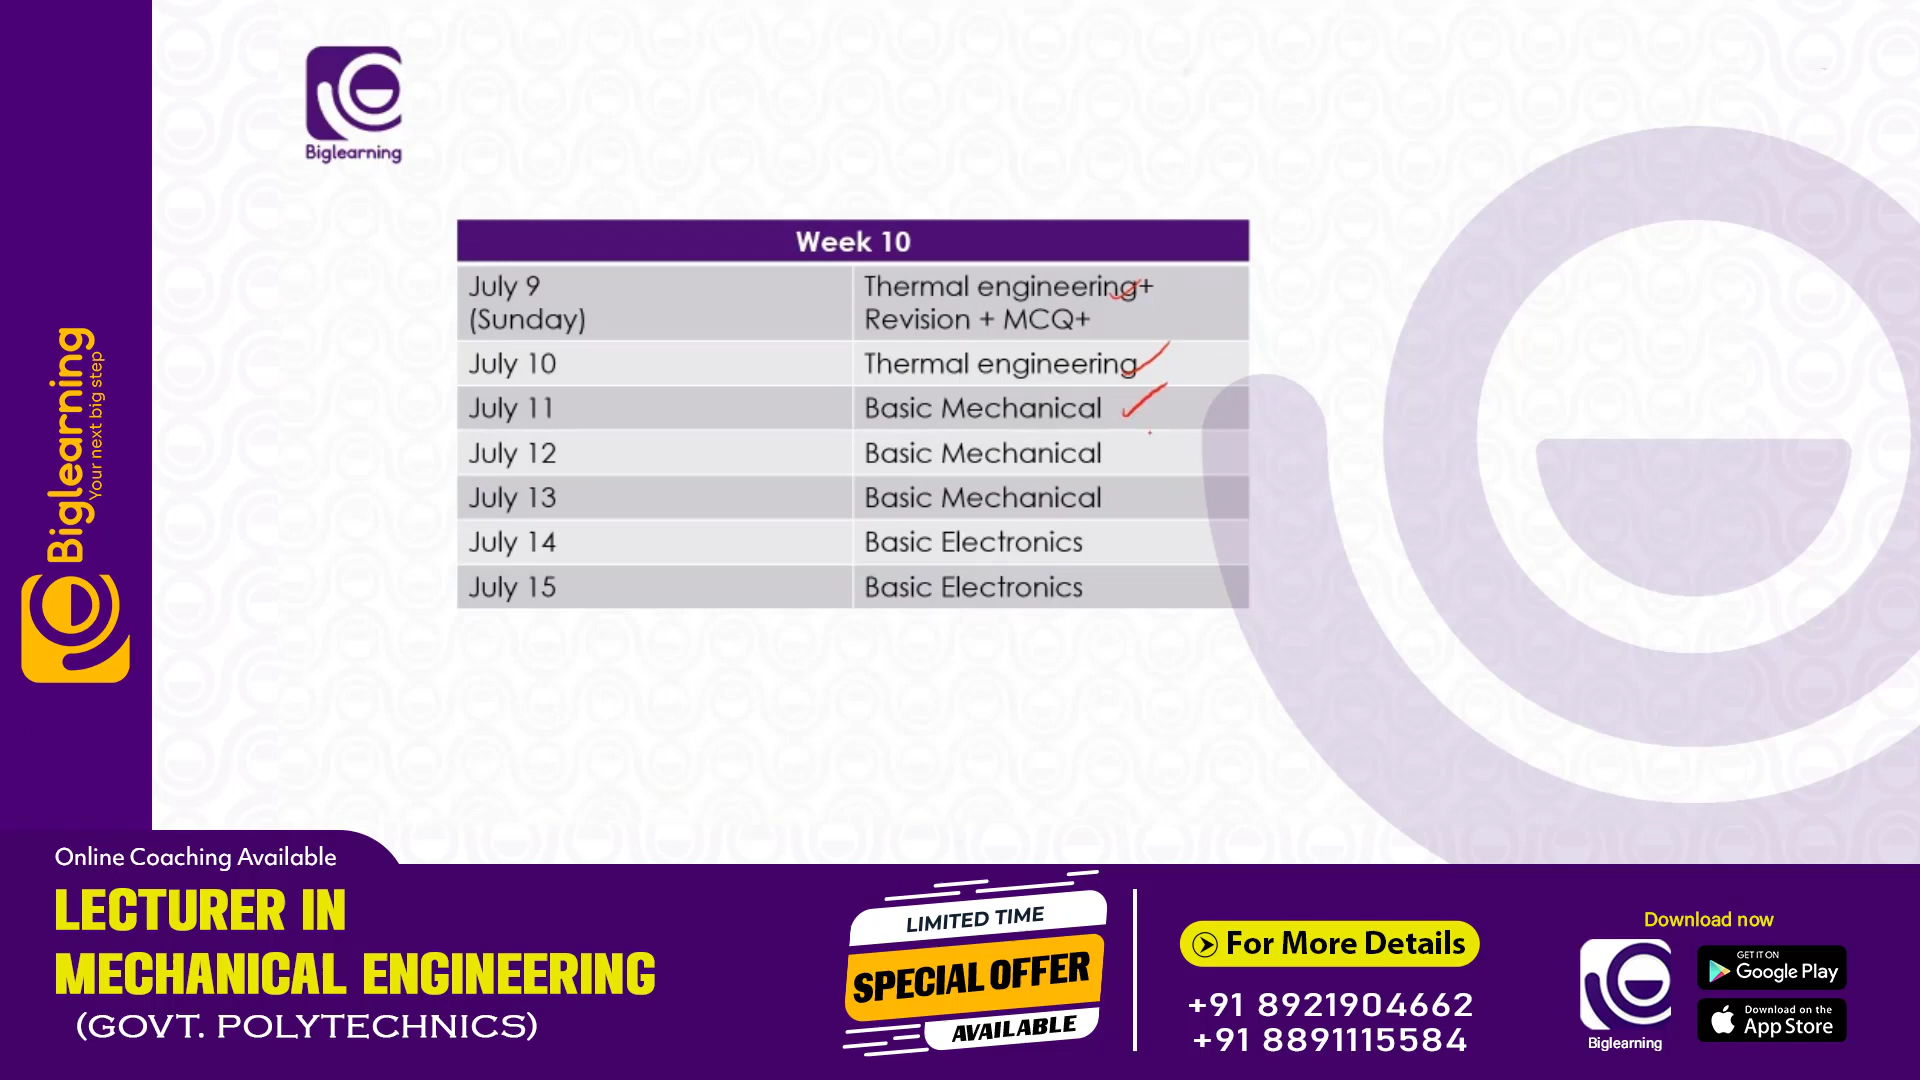 Biglearning
Week 10
July 9
(Sunday)
Thermal engineering+
Revision + MCQ+
July 10
Thermal engineering
July 11
Basic Mechanical
July 12
Basic Mechanical
July 13
Basic Mechanical
July 14
Basic Electronics
July 15
Basic Electronics
Biglearning
Your next big step
Online Coaching Available
LECTURER IN
MECHANICAL ENGINEERING
(GOVT. POLYTECHNICS)
LIMITED TIME
SPECIAL OFFER
AVAILABLE
For More Details
+91 8921904662
+91 8891115584
Download now
Biglearning
GET IT ON
Google Play
Download on the
App Store